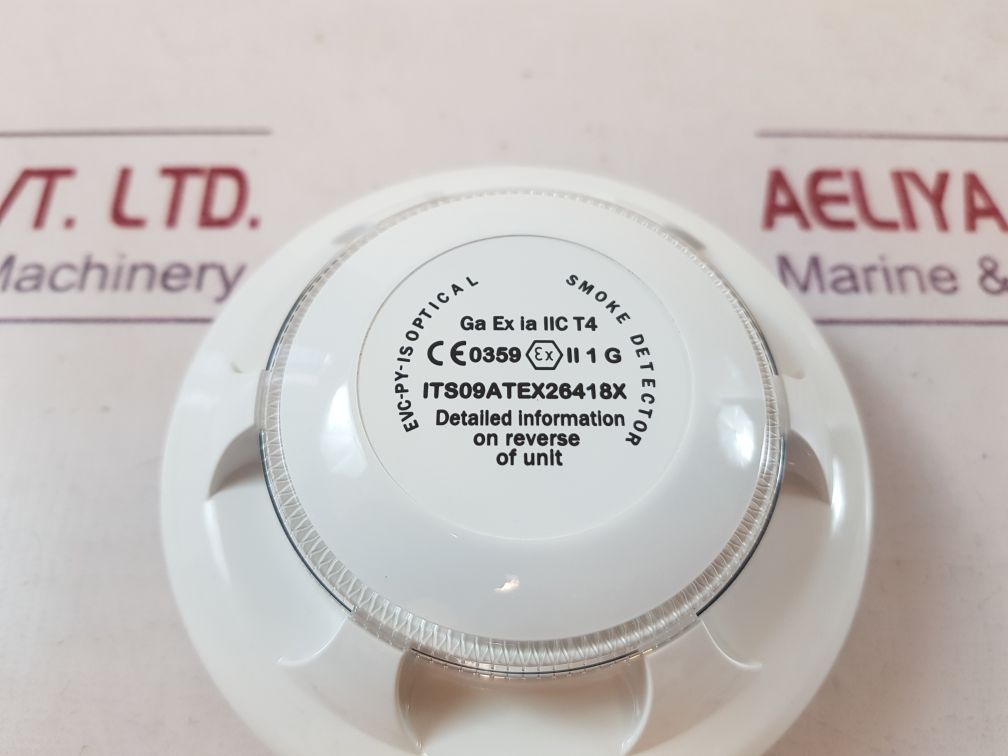 VT. LTD.
Machinery
AELIYA
Marine &
EVC-PY-IS OPTICAL SMOKE DETECTOR
Ga Ex ia IIC T4
CE 0359 Ex II 1 G
ITS09ATEX26418X
Detailed information
on reverse
of unit